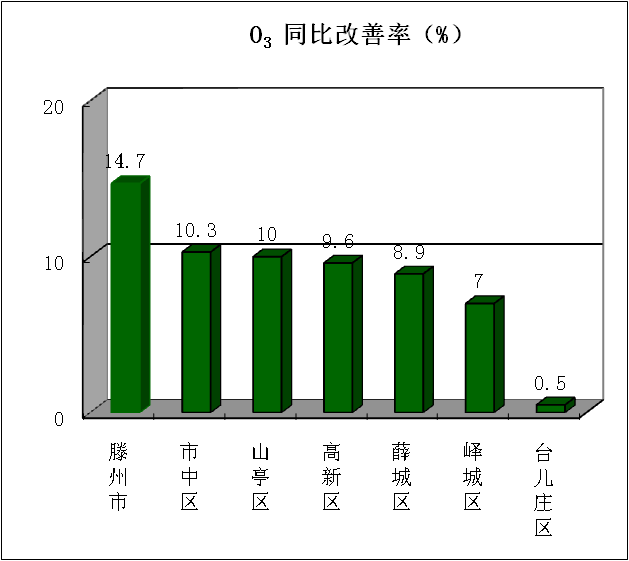 O₃ 同比改善率（%）
20
10
0
14.7
10.3
10
9.6
8.9
7
0.5
滕州市
市中区
山亭区
高新区
薛城区
峄城区
台儿庄区